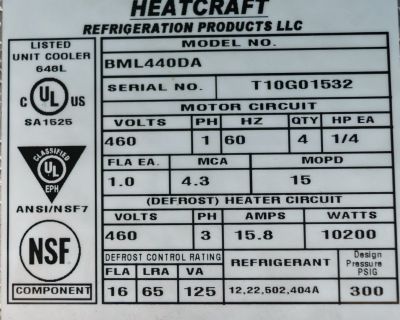 HEATCRAFT
REFRIGERATION PRODUCTS LLC
LISTED
UNIT COOLER
648L
C UL US
SA1525
CLASSIFIED
UL
EPH
ANSI/NSF7
NSF
COMPONENT
MODEL NO.
BML440DA
SERIAL NO. T10G01532
MOTOR CIRCUIT
VOLTS PH HZ QTY HP EA
460 1 60 4 1/4
FLA EA. MCA MOPD
1.0 4.3 15
(DEFROST) HEATER CIRCUIT
VOLTS PH AMPS WATTS
460 3 15.8 10200
DEFROST CONTROL RATING REFRIGERANT Design Pressure PSIG
FLA LRA VA
16 65 125 12,22,502,404A 300